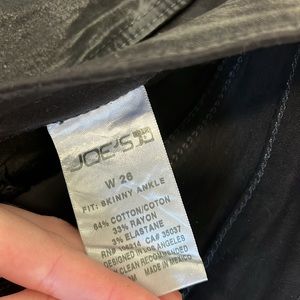 JOE'S
W 26
FIT: SKINNY ANKLE
64% COTTON/COTON
33% RAYON
3% ELASTANE
CA# 35037
DESIGNED IN LOS ANGELES
CLEAN RECOMMENDED
MADE IN MEXICO